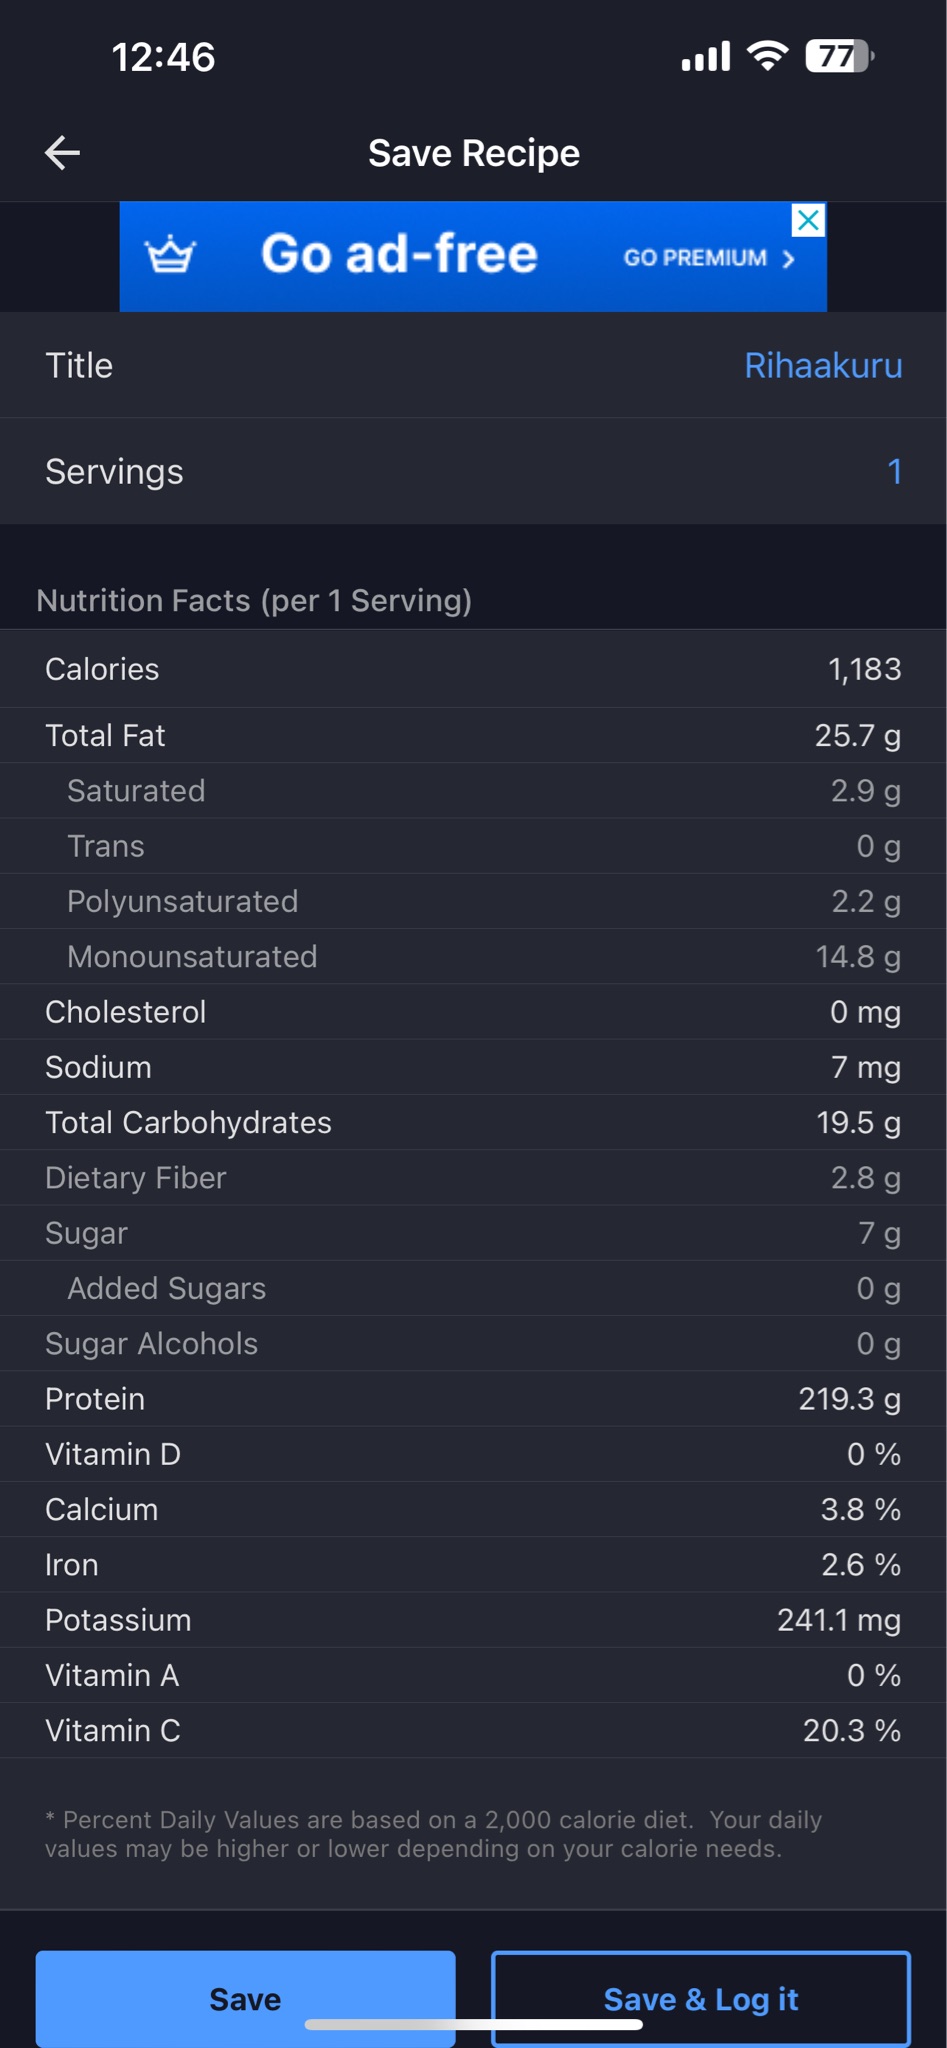 12:46
77
Save Recipe
Go ad-free
GO PREMIUM
Title Rihaakuru
Servings 1
Nutrition Facts (per 1 Serving)
Calories 1,183
Total Fat 25.7 g
Saturated 2.9 g
Trans 0 g
Polyunsaturated 2.2 g
Monounsaturated 14.8 g
Cholesterol 0 mg
Sodium 7 mg
Total Carbohydrates 19.5 g
Dietary Fiber 2.8 g
Sugar 7 g
Added Sugars 0 g
Sugar Alcohols 0 g
Protein 219.3 g
Vitamin D 0 %
Calcium 3.8 %
Iron 2.6 %
Potassium 241.1 mg
Vitamin A 0 %
Vitamin C 20.3 %
* Percent Daily Values are based on a 2,000 calorie diet.  Your daily
values may be higher or lower depending on your calorie needs.
Save Save & Log it